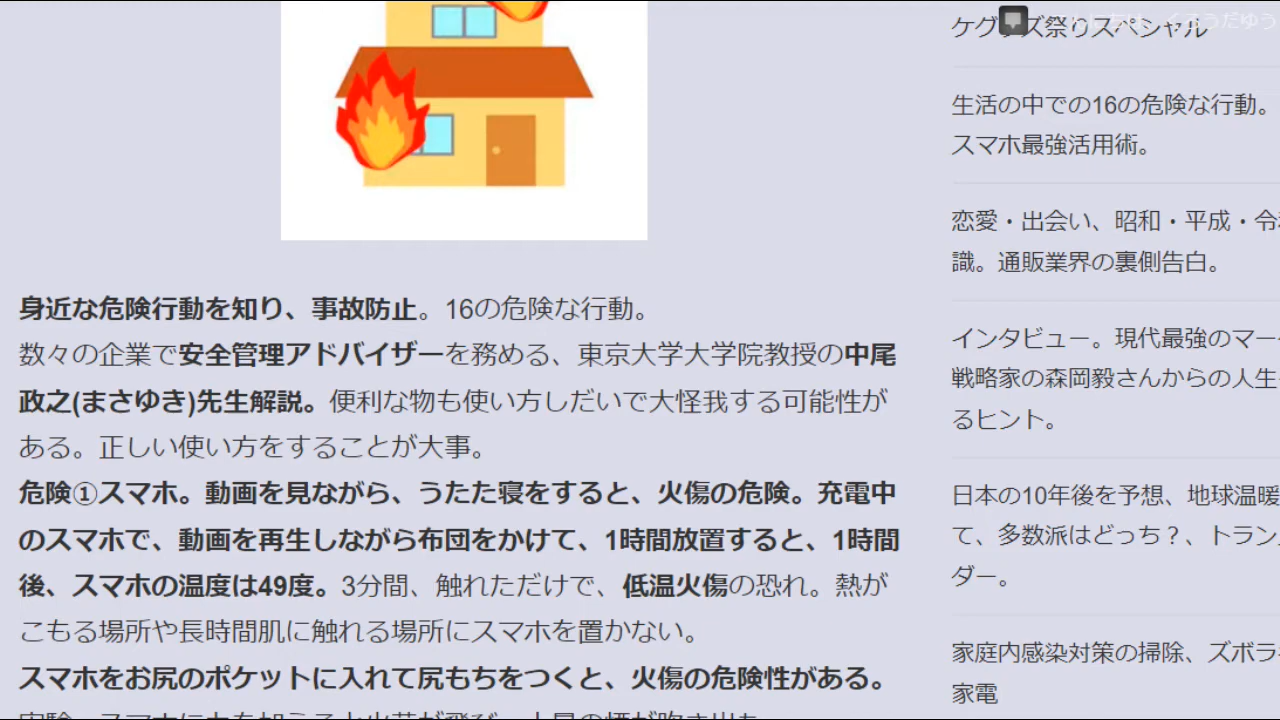 身近な危険行動を知り、事故防止。16の危険な行動。
数々の企業で安全管理アドバイザーを務める、東京大学大学院教授の中尾
政之(まさゆき)先生解説。便利な物も使い方しだいで大怪我する可能性が
ある。正しい使い方をすることが大事。
危険①スマホ。動画を見ながら、うたた寝をすると、火傷の危険。充電中
のスマホで、動画を再生しながら布団をかけて、1時間放置すると、1時間
後、スマホの温度は49度。3分間、触れただけで、低温火傷の恐れ。熱が
こもる場所や長時間肌に触れる場所にスマホを置かない。
スマホをお尻のポケットに入れて尻もちをつくと、火傷の危険性がある。
祭りスペシャル
生活の中での16の危険な行動。
スマホ最強活用術。
恋愛・出会い、昭和・平成・令
識。通販業界の裏側告白。
インタビュー。現代最強のマー
戦略家の森岡毅さんからの人生
るヒント。
日本の10年後を予想、地球温暖
て、多数派はどっち？、トラン
ダー。
家庭内感染対策の掃除、ズボラ
家電